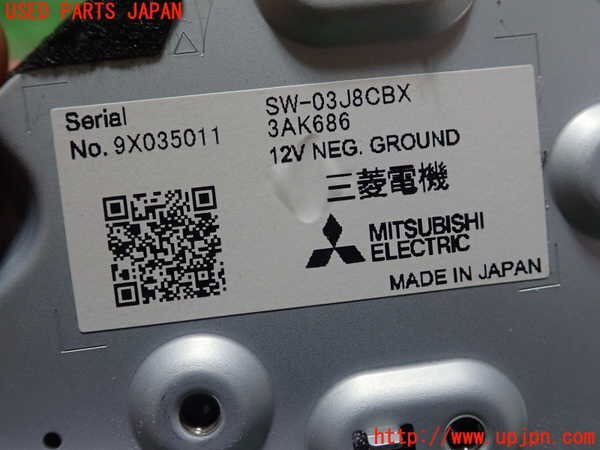 USED PARTS JAPAN
Serial
No. 9X035011
SW-03J8CBX
3AK686
12V NEG. GROUND
三菱電機
MITSUBISHI
ELECTRIC
MADE IN JAPAN
http://www.upjpn.com